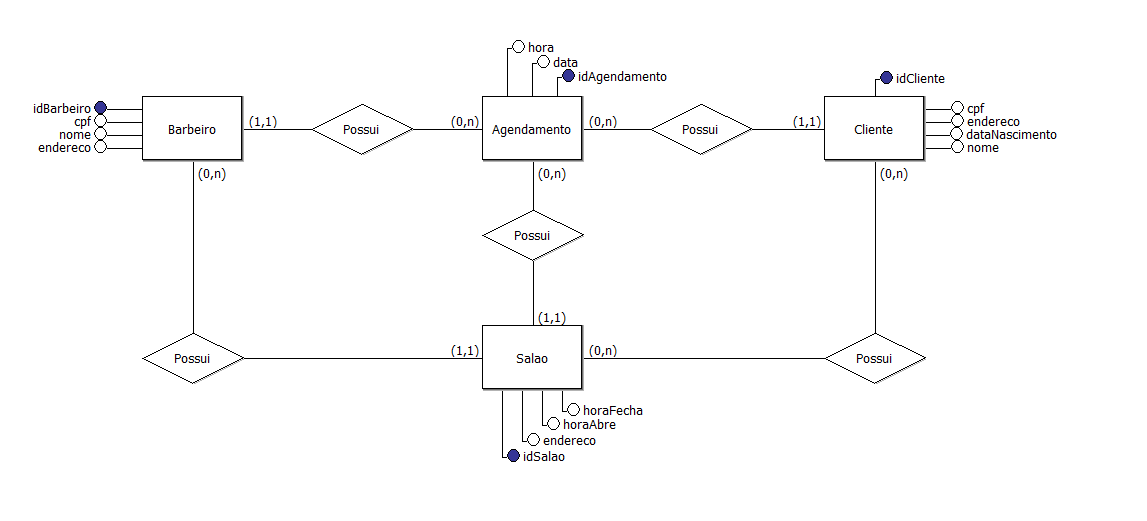 hora
data
idAgendamento
idCliente
idBarbeiro
cpf
nome
endereco
Barbeiro
(1,1)
Possui
(0,n)
Agendamento
(0,n)
Possui
(1,1)
Cliente
cpf
endereco
dataNascimento
nome
(0,n)
(0,n)
(0,n)
Possui
(1,1)
Possui
(1,1)
Salao
(0,n)
Possui
horaFecha
horaAbre
endereco
idSalao